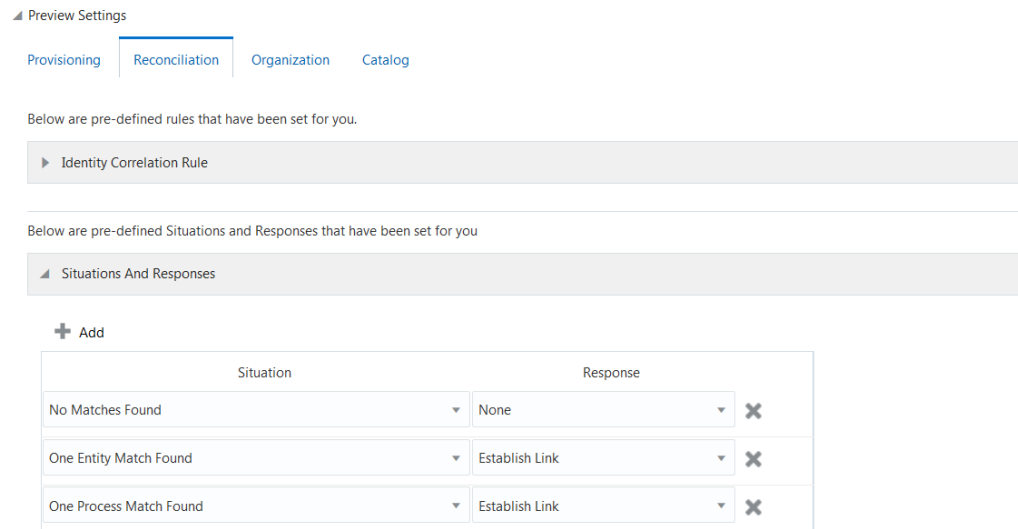 Preview Settings
Provisioning Reconciliation Organization Catalog
Below are pre-defined rules that have been set for you.
Identity Correlation Rule
Below are pre-defined Situations and Responses that have been set for you
Situations And Responses
Add
Situation Response
No Matches Found None
One Entity Match Found Establish Link
One Process Match Found Establish Link